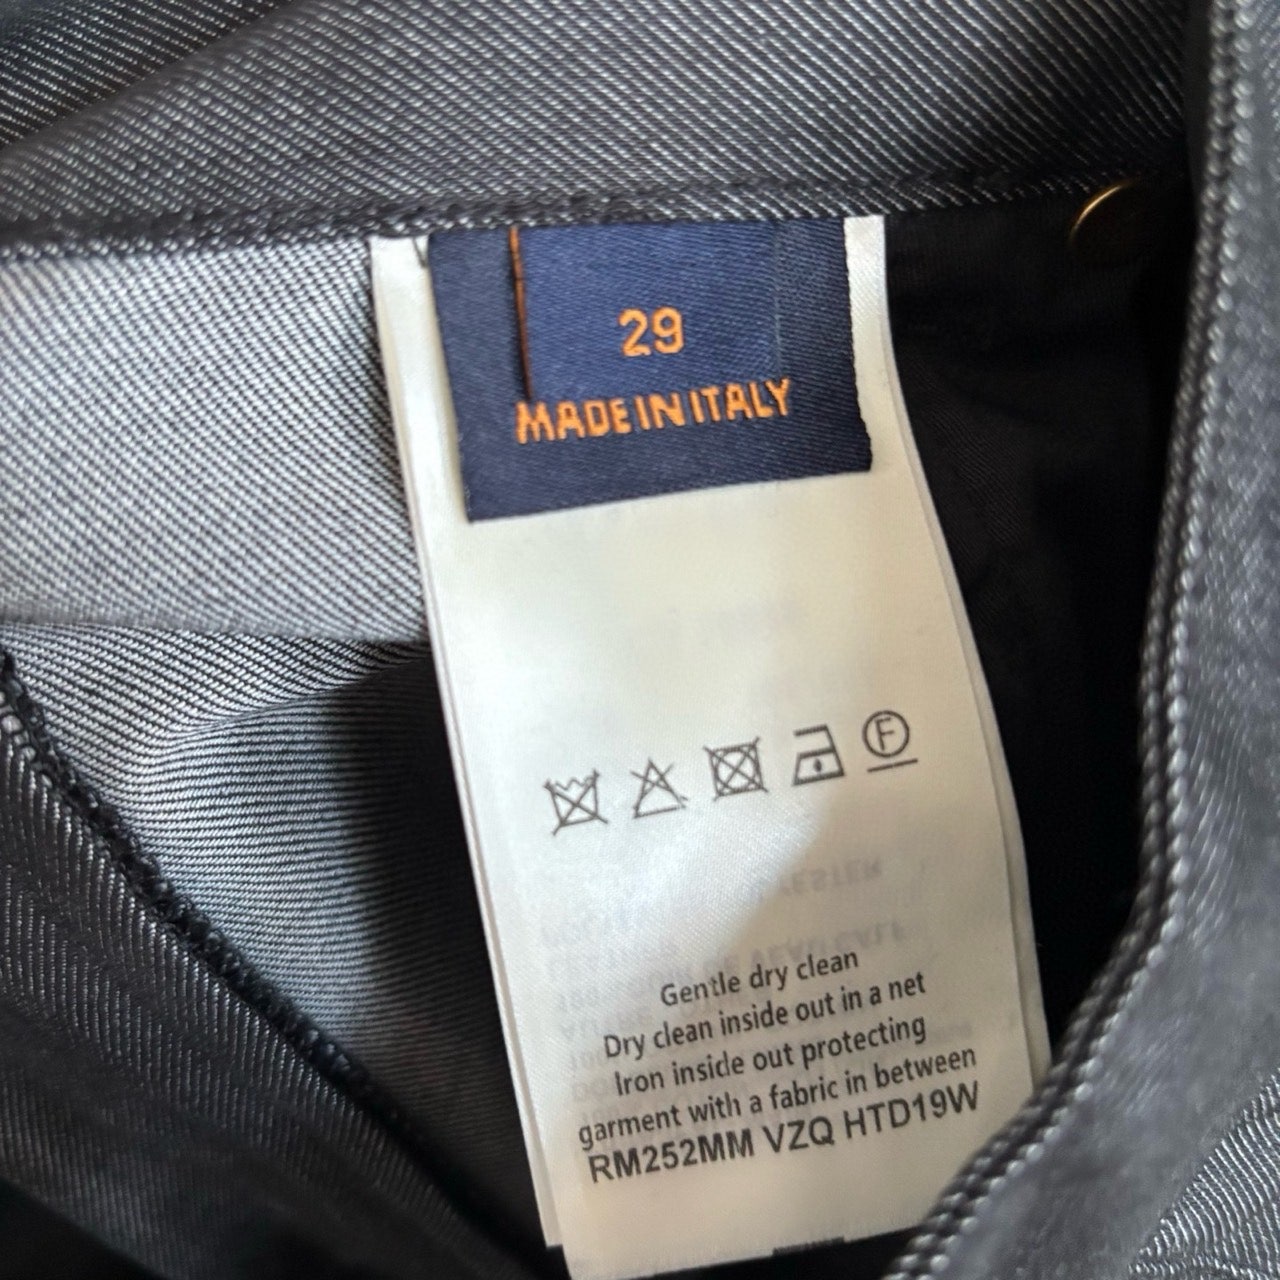 29
MADE IN ITALY
F
Gentle dry clean
Dry clean inside out in a net
Iron inside out protecting
garment with a fabric in between
RM252MM VZQ HTD19W